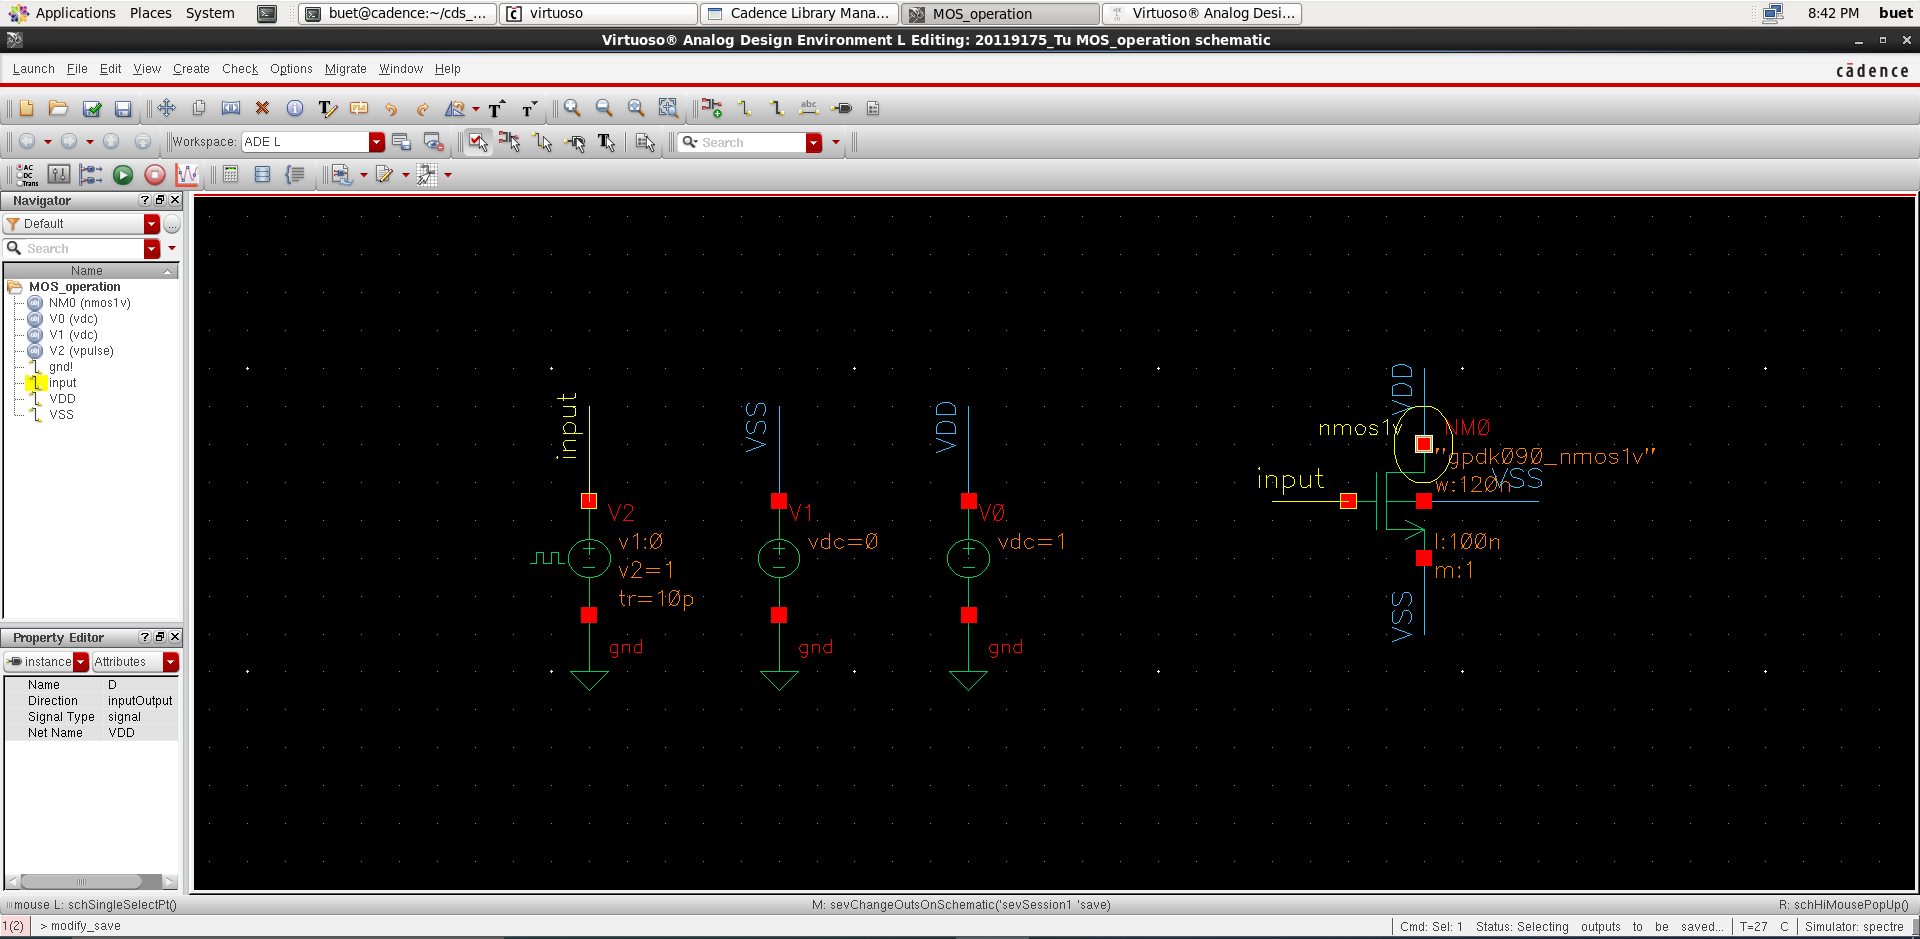 Applications Places System buet@cadence:~/cds_... virtuoso Cadence Library Mana... MOS_operation Virtuoso® Analog Desi... 8:42 PM buet
Virtuoso® Analog Design Environment L Editing: 20119175_Tu MOS_operation schematic
Launch File Edit View Create Check Options Migrate Window Help cādence
abc
Workspace: ADE L Search
AC
DC
Trans
Navigator
Default
Search
Name
MOS_operation
NM0 (nmos1v)
V0 (vdc)
V1 (vdc)
V2 (vpulse)
gnd!
input
VDD
VSS
Property Editor
instance Attributes
Name D
Direction inputOutput
Signal Type signal
Net Name VDD
input
V2
v1:0
v2=1
tr=10p
gnd
VSS
V1
vdc=0
gnd
VDD
V0
vdc=1
gnd
VDD
nmos1v NM0
"gpdk090_nmos1v"
input
w:120n
VSS
l:100n
m:1
VSS
mouse L: schSingleSelectPt() M: sevChangeOutsOnSchematic('sevSession1 'save) R: schHiMousePopUp()
1(2) > modify_save Cmd: Sel: 1 Status: Selecting outputs to be saved... T=27 C Simulator: spectre